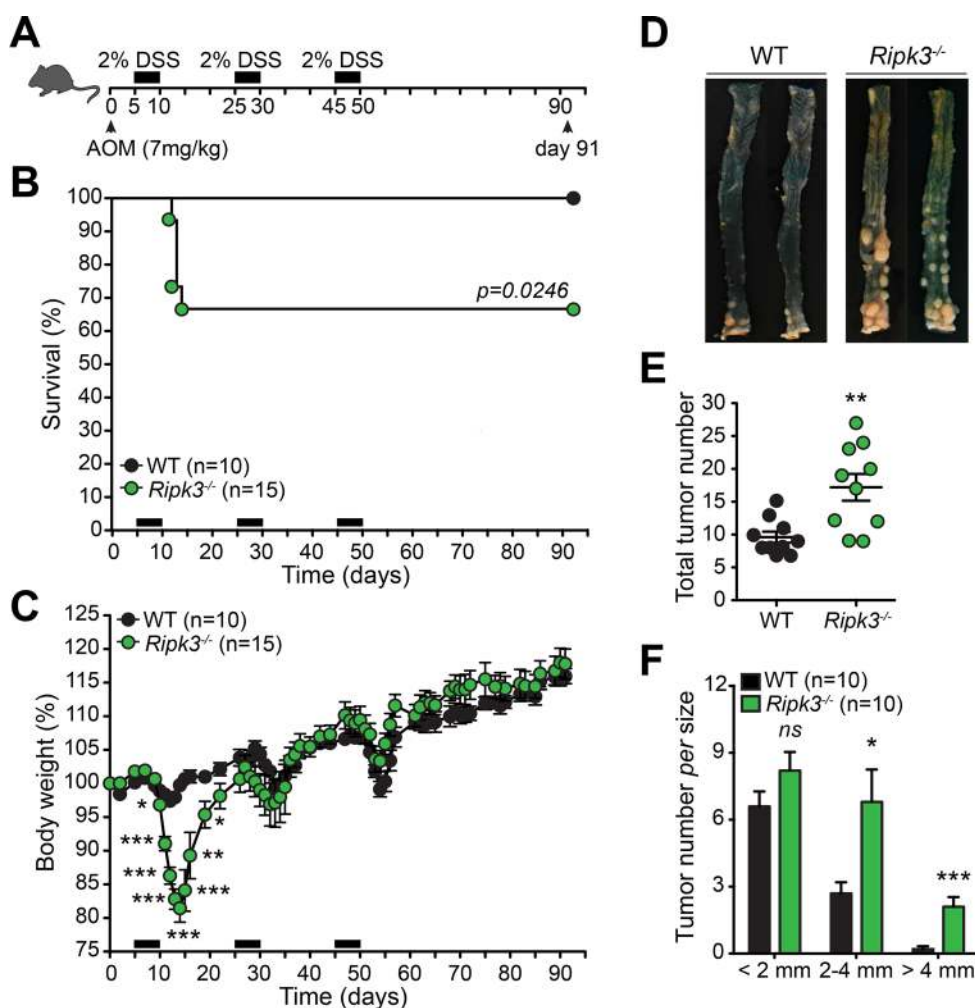 A
2% DSS 2% DSS 2% DSS
0 5 10 25 30 45 50 90
AOM (7mg/kg) day 91
B
100
90
80
70
60
50
40
30
20
10
0
Survival (%)
p=0.0246
WT (n=10)
Ripk3-/- (n=15)
0 10 20 30 40 50 60 70 80 90
Time (days)
C
125
120
115
110
105
100
95
90
85
80
75
Body weight (%)
WT (n=10)
Ripk3-/- (n=15)
*
***
***
***
***
***
**
*
0 10 20 30 40 50 60 70 80 90
Time (days)
D
WT Ripk3-/-
E
30
25
20
15
10
5
0
Total tumor number
**
WT Ripk3-/-
F
WT (n=10)
Ripk3-/- (n=10)
12
9
6
3
0
Tumor number per size
ns
*
***
< 2 mm 2-4 mm > 4 mm